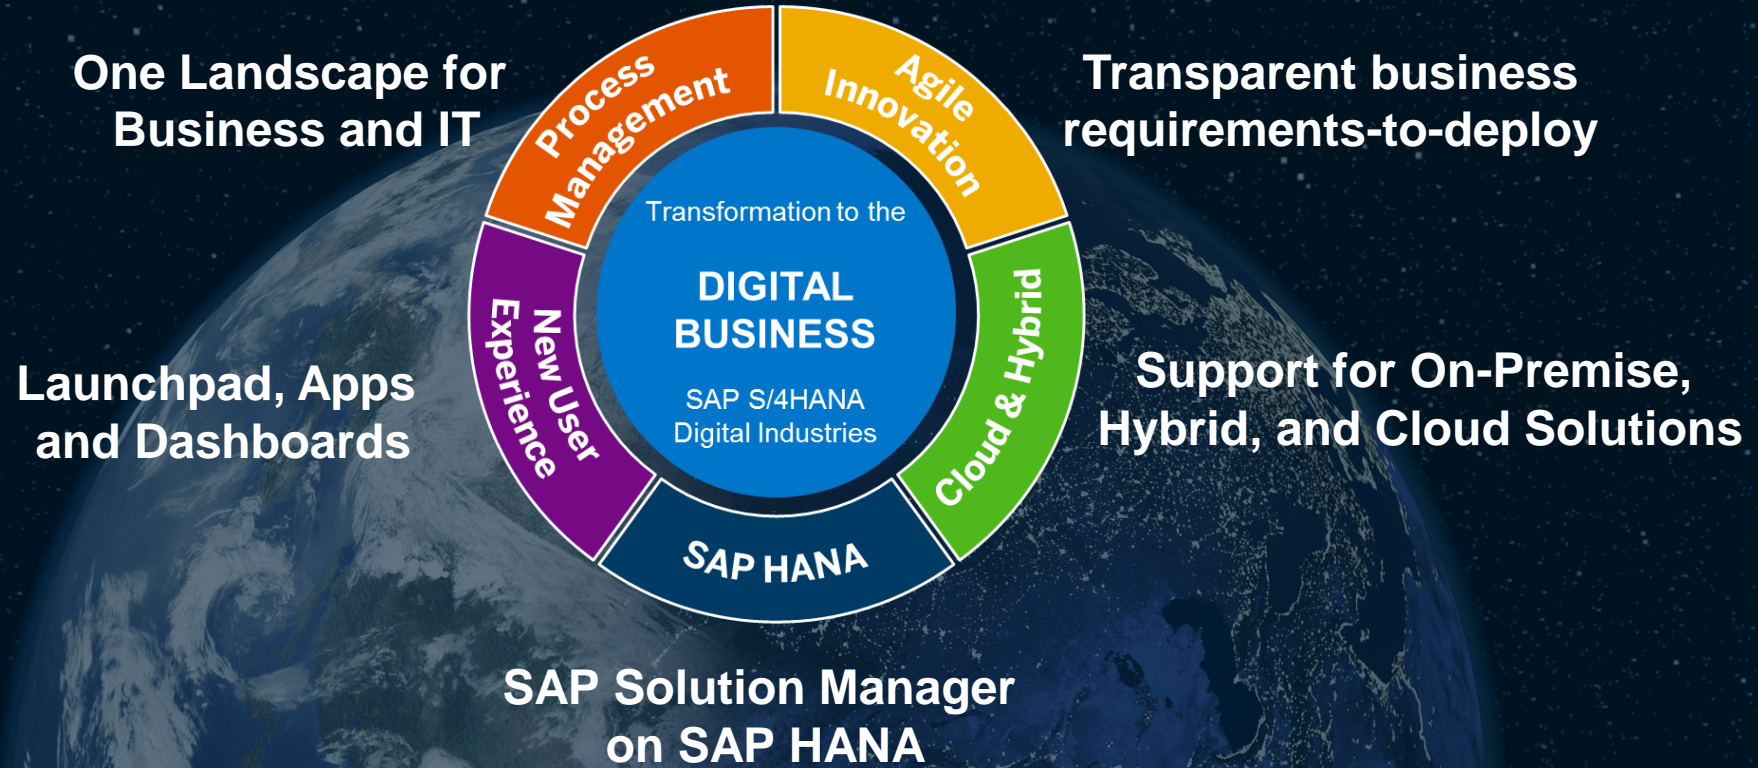 One Landscape for
Business and IT
Process
Management
Agile
Innovation
Transparent business
requirements-to-deploy
Transformation to the
DIGITAL
BUSINESS
SAP S/4HANA
Digital Industries
New User
Experience
Launchpad, Apps
and Dashboards
Cloud & Hybrid
Support for On-Premise,
Hybrid, and Cloud Solutions
SAP HANA
SAP Solution Manager
on SAP HANA